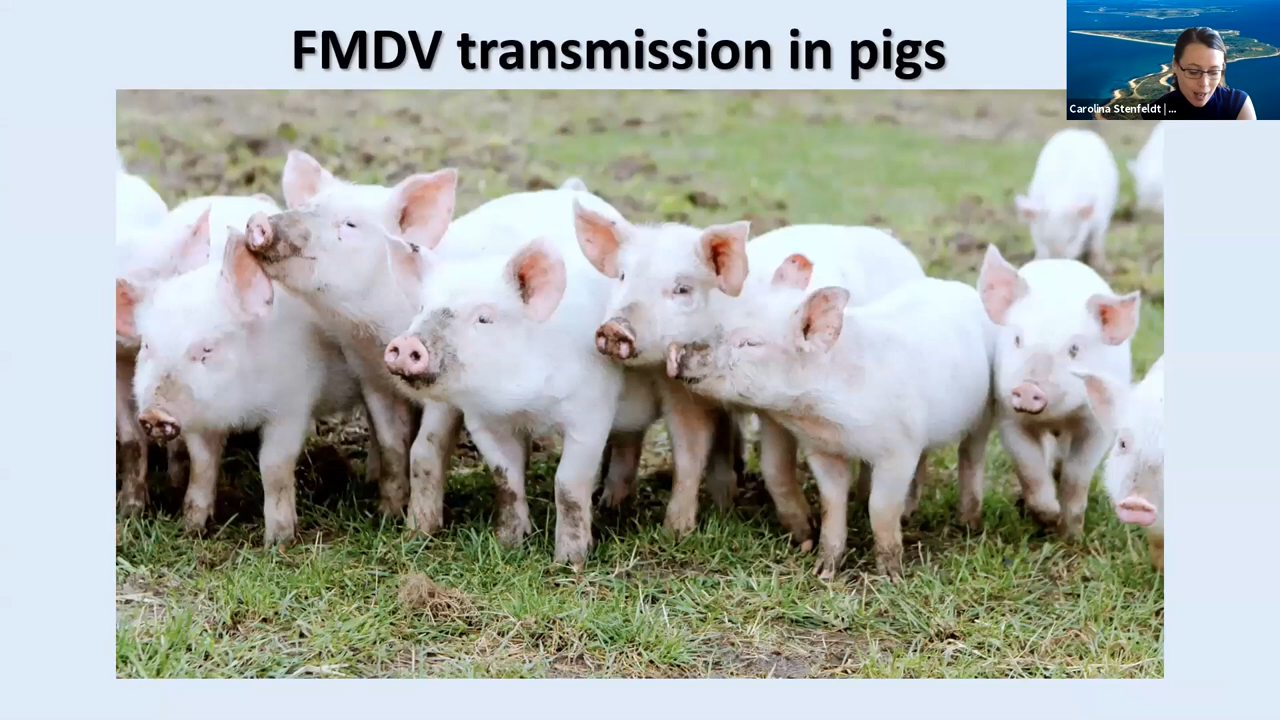 FMDV transmission in pigs
Carolina Stenfeldt | ...